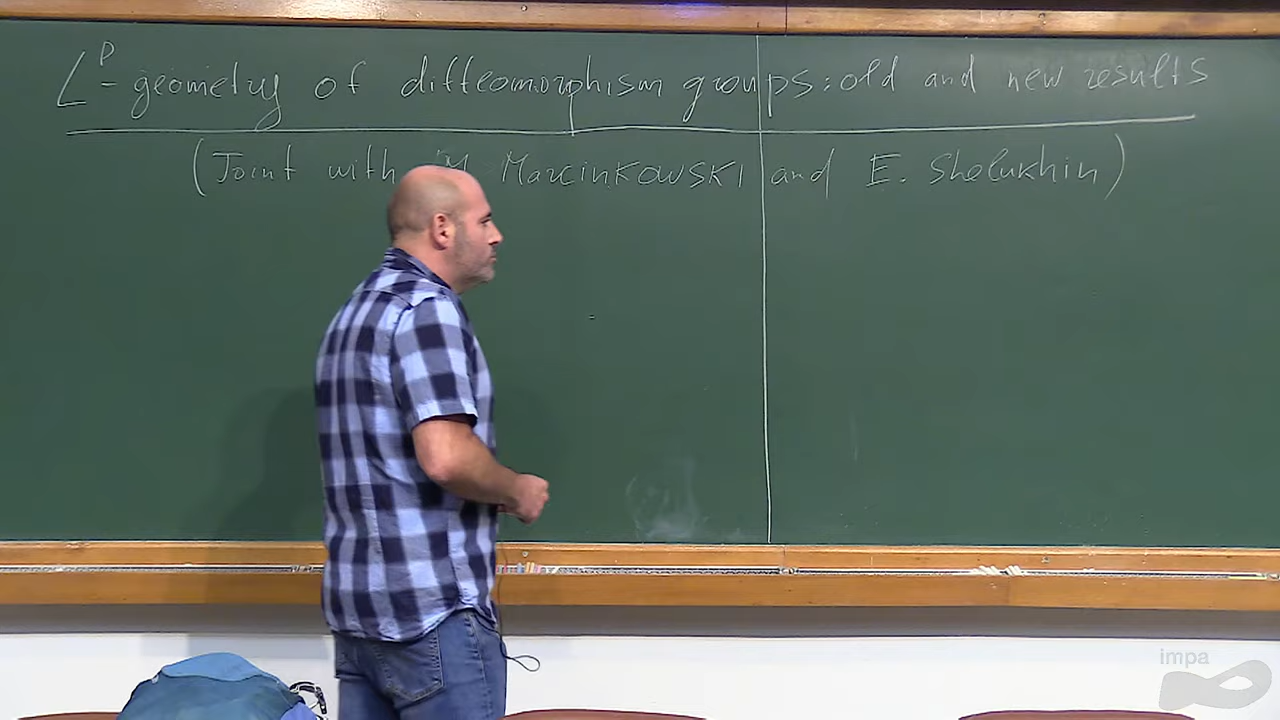 L^p-geometry of diffeomorphism groups: old and new results
(Joint with M. Marcinkowski and E. Shelukhin)
impa